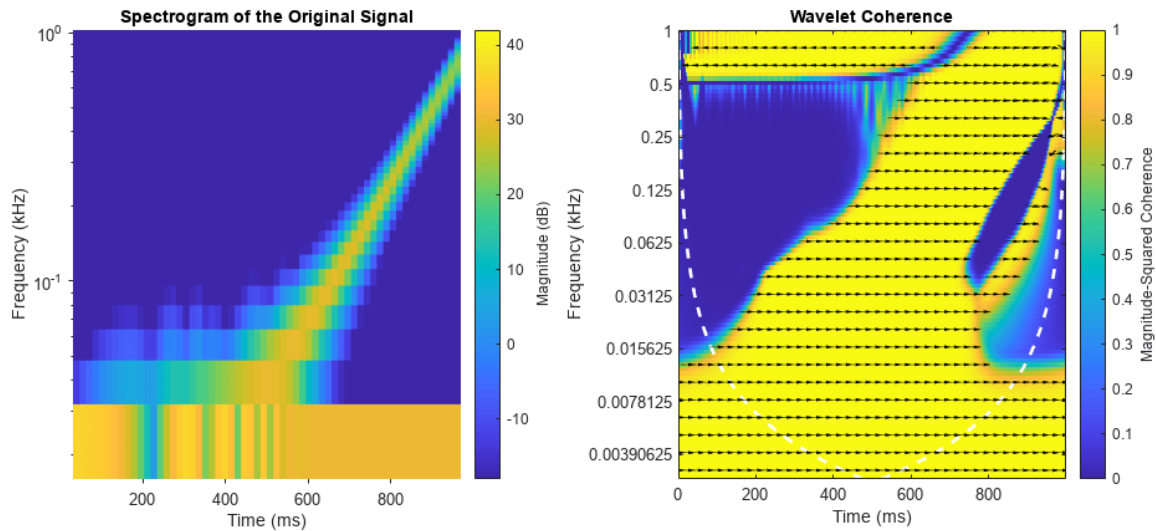 Spectrogram of the Original Signal
10^0
10^-1
Frequency (kHz)
200 400 600 800
Time (ms)
40
30
20
10
0
-10
Magnitude (dB)
Wavelet Coherence
1
0.5
0.25
0.125
0.0625
0.03125
0.015625
0.0078125
0.00390625
Frequency (kHz)
0 200 400 600 800
Time (ms)
1
0.9
0.8
0.7
0.6
0.5
0.4
0.3
0.2
0.1
0
Magnitude-Squared Coherence